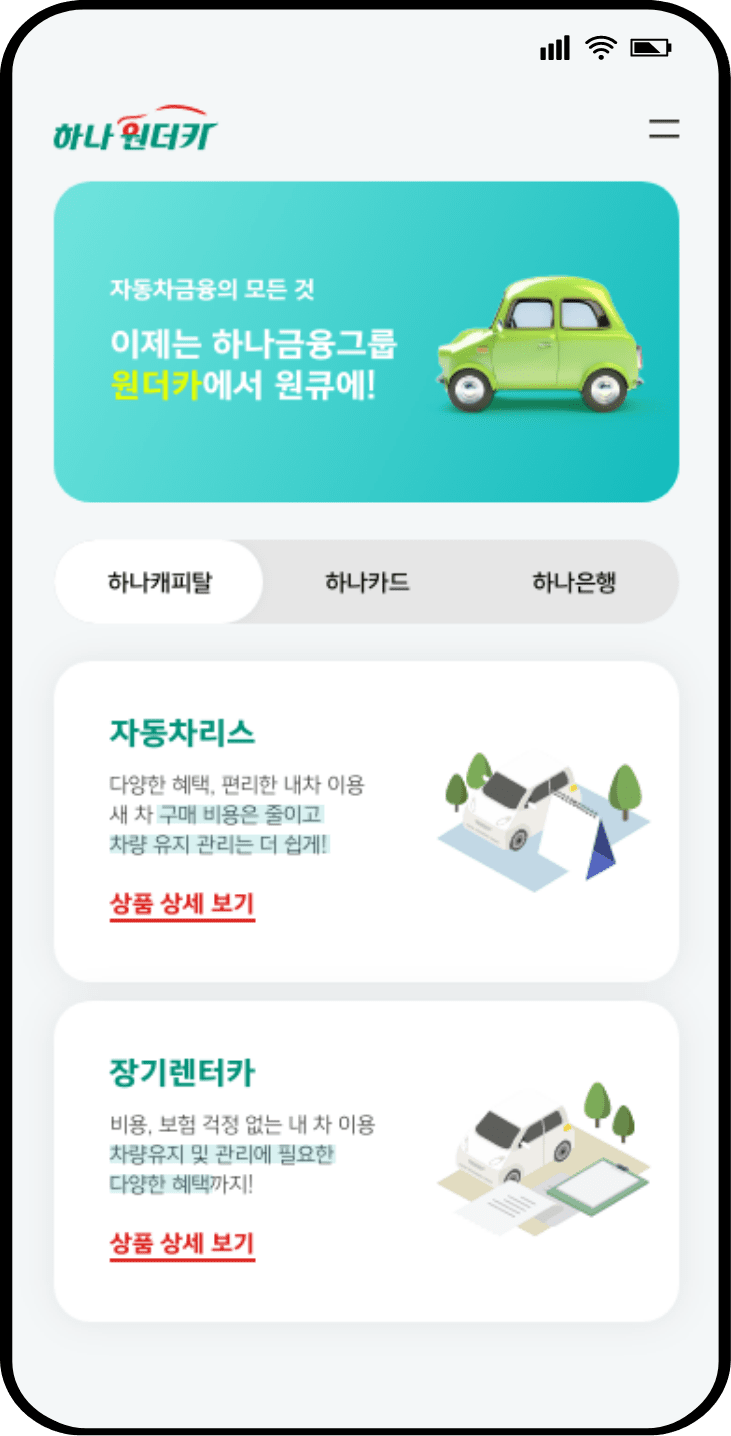 하나 원더카
자동차금융의 모든 것
이제는 하나금융그룹
원더카에서 원큐에!
하나캐피탈 하나카드 하나은행
자동차리스
다양한 혜택, 편리한 내차 이용
새 차 구매 비용은 줄이고
차량 유지 관리는 더 쉽게!
상품 상세 보기
장기렌터카
비용, 보험 걱정 없는 내 차 이용
차량유지 및 관리에 필요한
다양한 혜택까지!
상품 상세 보기